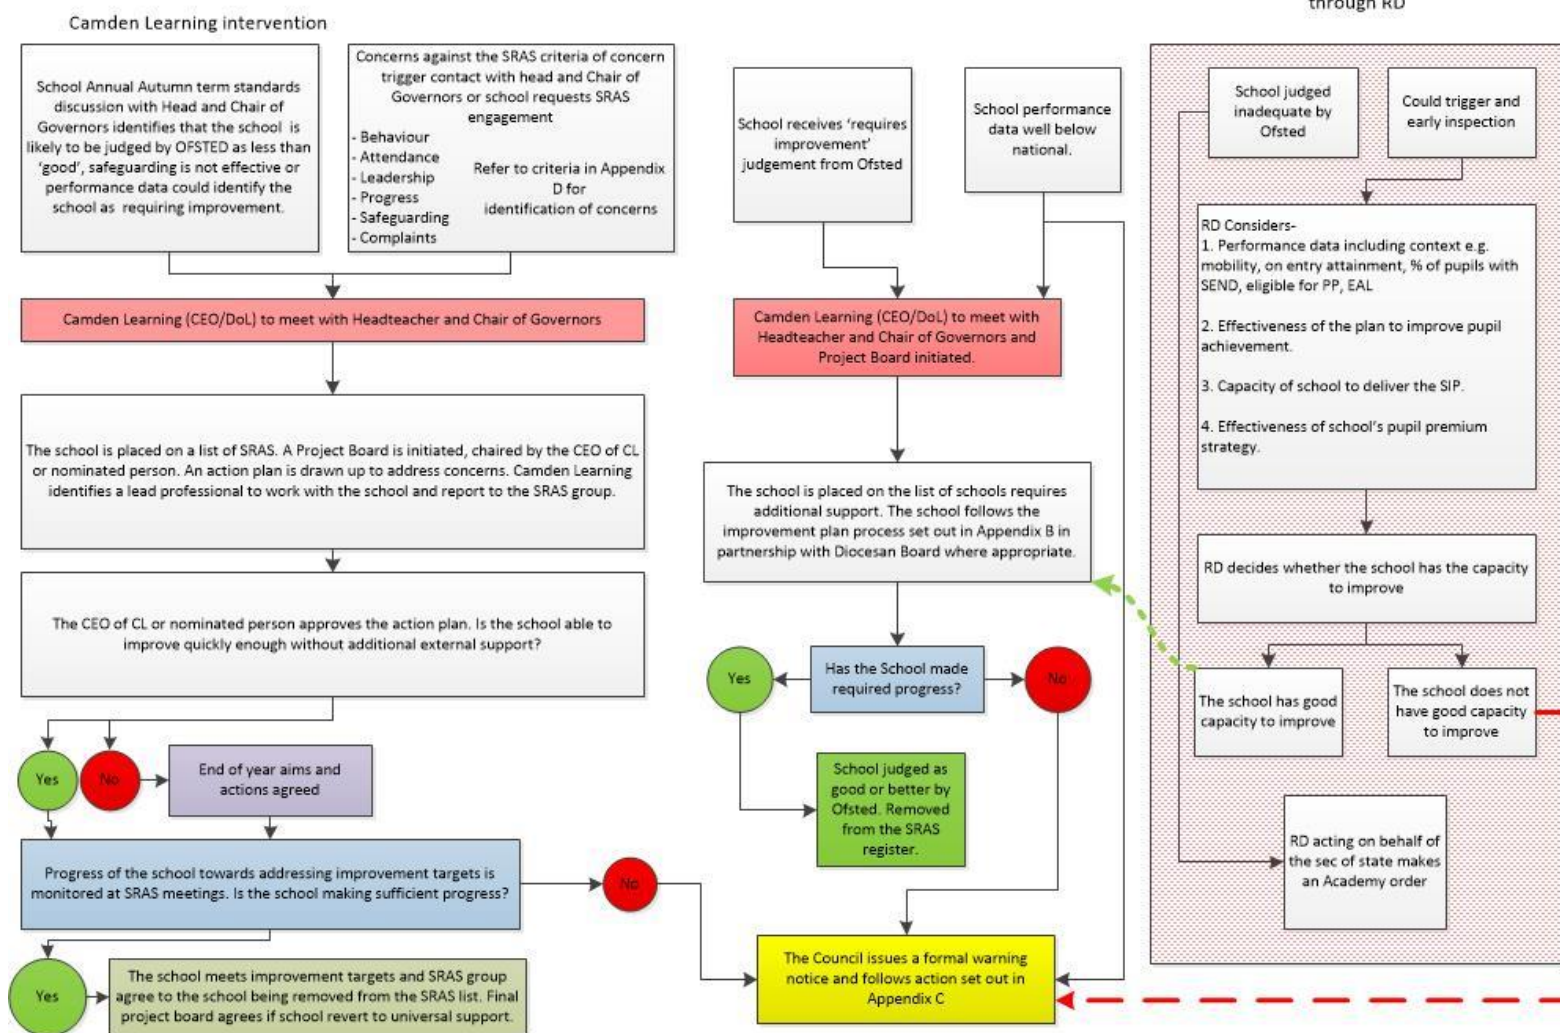 through RD
Camden Learning intervention
School Annual Autumn term standards
discussion with Head and Chair of
Governors identifies that the school is
likely to be judged by OFSTED as less than
‘good’, safeguarding is not effective or
performance data could identify the
school as requiring improvement.
Concerns against the SRAS criteria of concern
trigger contact with head and Chair of
Governors or school requests SRAS
engagement
- Behaviour
- Attendance
- Leadership
- Progress
- Safeguarding
- Complaints
Refer to criteria in Appendix
D for
identification of concerns
Camden Learning (CEO/DoL) to meet with Headteacher and Chair of Governors
The school is placed on a list of SRAS. A Project Board is initiated, chaired by the CEO of CL
or nominated person. An action plan is drawn up to address concerns. Camden Learning
identifies a lead professional to work with the school and report to the SRAS group.
The CEO of CL or nominated person approves the action plan. Is the school able to
improve quickly enough without additional external support?
Yes
No
End of year aims and
actions agreed
Progress of the school towards addressing improvement targets is
monitored at SRAS meetings. Is the school making sufficient progress?
No
Yes
The school meets improvement targets and SRAS group
agree to the school being removed from the SRAS list. Final
project board agrees if school revert to universal support.
School receives ‘requires
improvement’
judgement from Ofsted
School performance
data well below
national.
Camden Learning (CEO/DoL) to meet with
Headteacher and Chair of Governors and
Project Board initiated.
The school is placed on the list of schools requires
additional support. The school follows the
improvement plan process set out in Appendix B in
partnership with Diocesan Board where appropriate.
Yes
Has the School made
required progress?
No
School judged as
good or better by
Ofsted. Removed
from the SRAS
register.
The Council issues a formal warning
notice and follows action set out in
Appendix C
School judged
inadequate by
Ofsted
Could trigger and
early inspection
RD Considers-
1. Performance data including context e.g.
mobility, on entry attainment, % of pupils with
SEND, eligible for PP, EAL
2. Effectiveness of the plan to improve pupil
achievement.
3. Capacity of school to deliver the SIP.
4. Effectiveness of school’s pupil premium
strategy.
RD decides whether the school has the capacity
to improve
The school has good
capacity to improve
The school does not
have good capacity
to improve
RD acting on behalf of
the sec of state makes
an Academy order